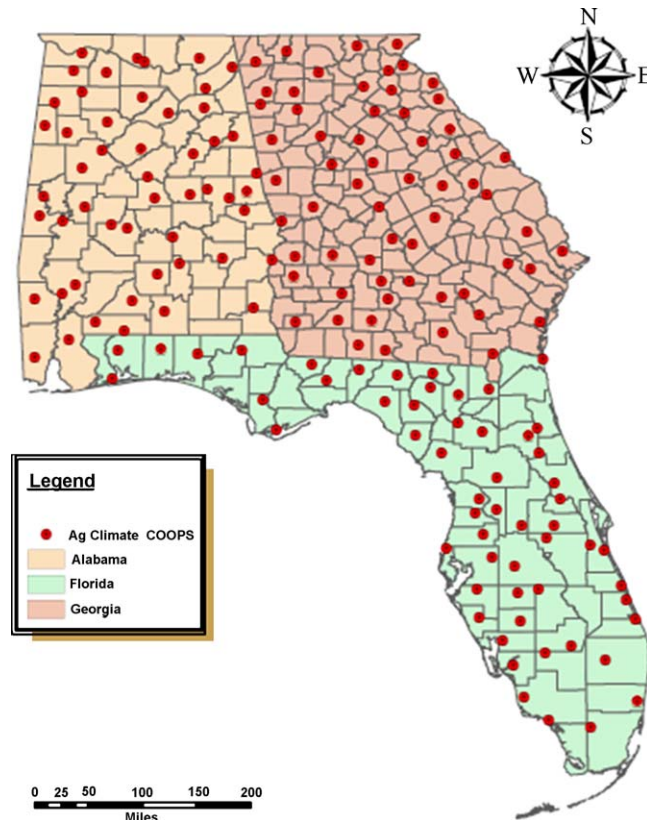 N
W E
S
Legend
Ag Climate COOPS
Alabama
Florida
Georgia
0 25 50 100 150 200
Miles